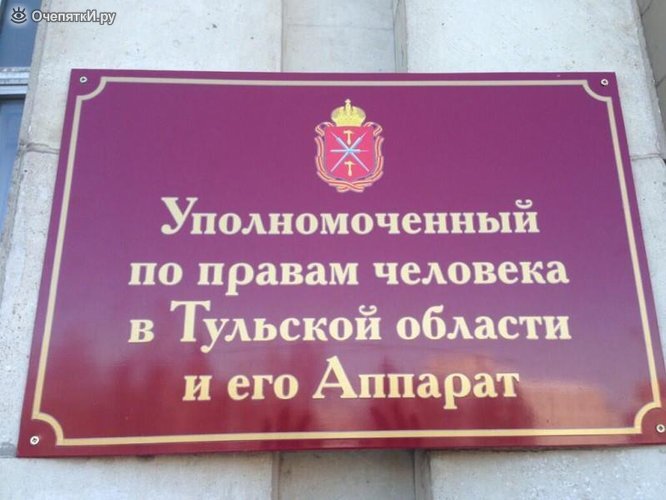 ОчепяткИ.ру
Уполномоченный
по правам человека
в Тульской области
и его Аппарат